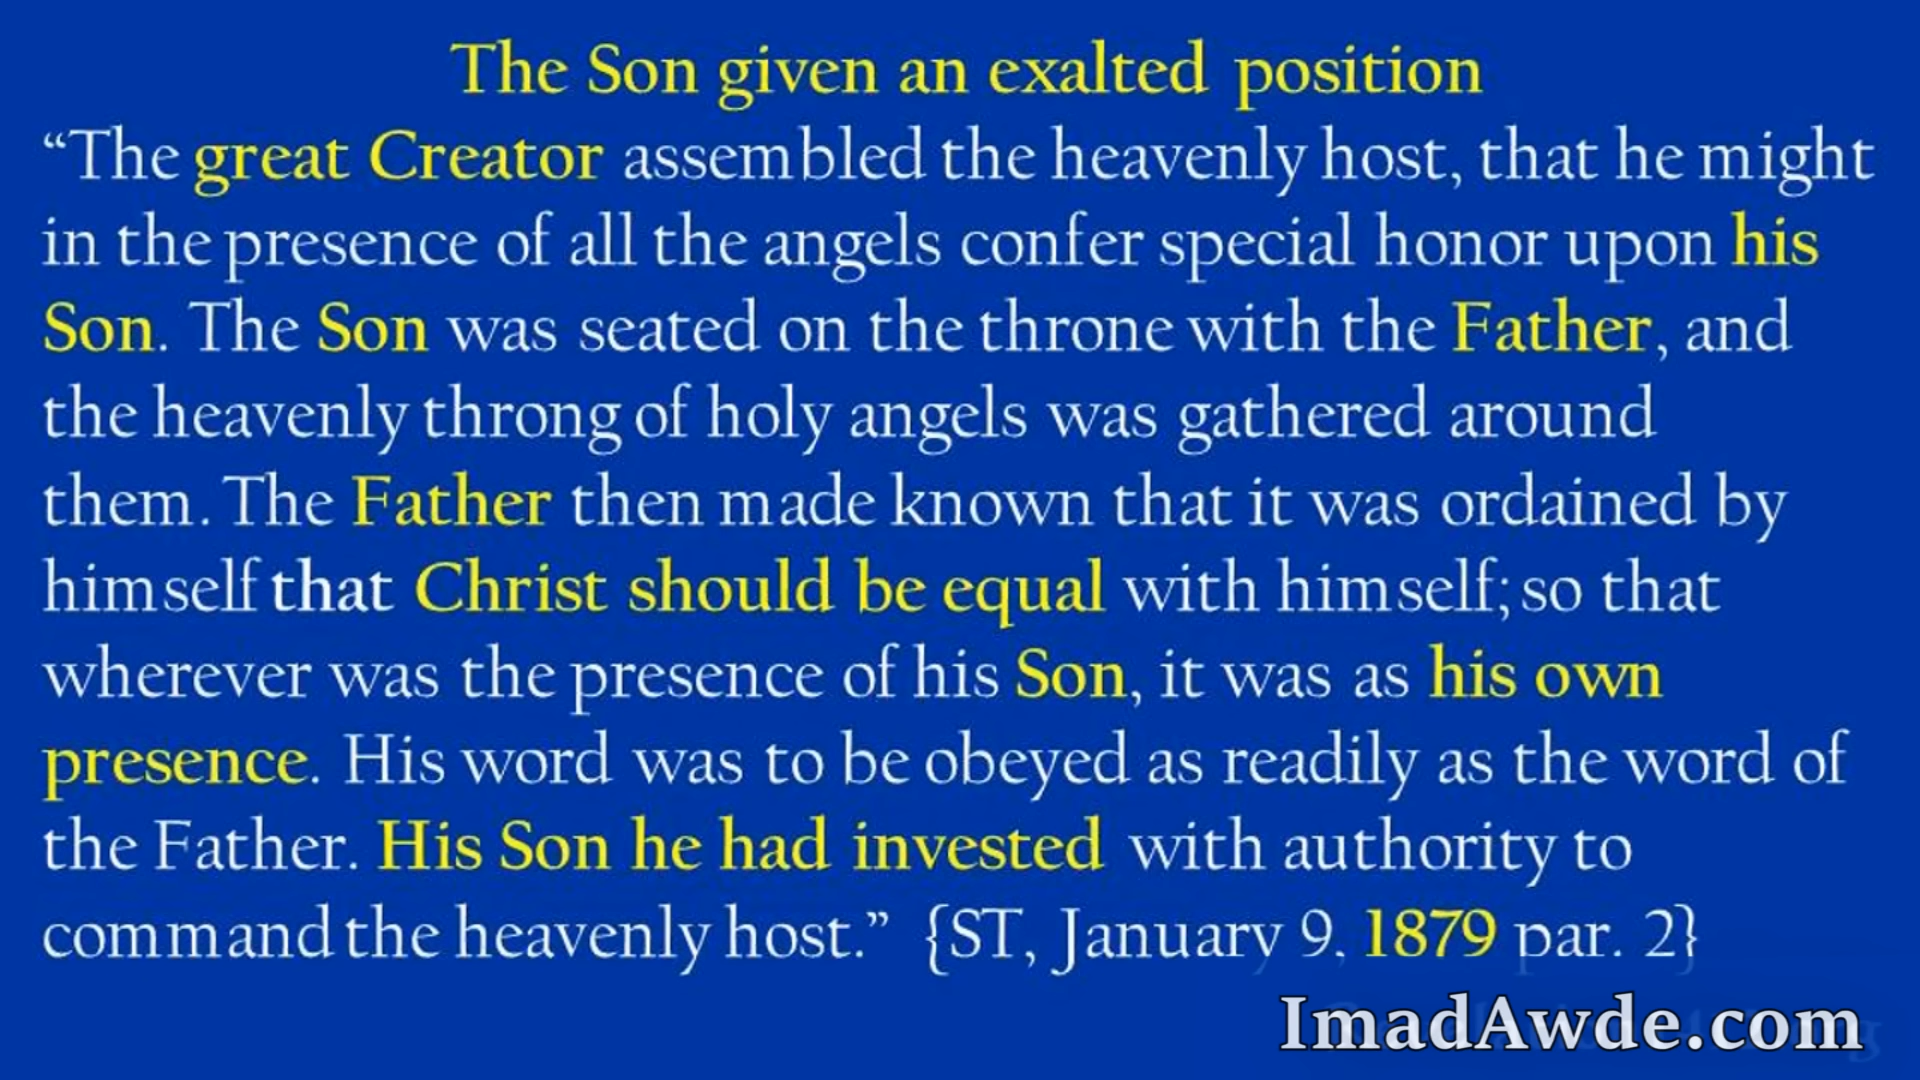 The Son given an exalted position
“The great Creator assembled the heavenly host, that he might
in the presence of all the angels confer special honor upon his
Son. The Son was seated on the throne with the Father, and
the heavenly throng of holy angels was gathered around
them. The Father then made known that it was ordained by
himself that Christ should be equal with himself; so that
wherever was the presence of his Son, it was as his own
presence. His word was to be obeyed as readily as the word of
the Father. His Son he had invested with authority to
command the heavenly host.” {ST, January 9, 1879 par. 2}
ImadAwde.com